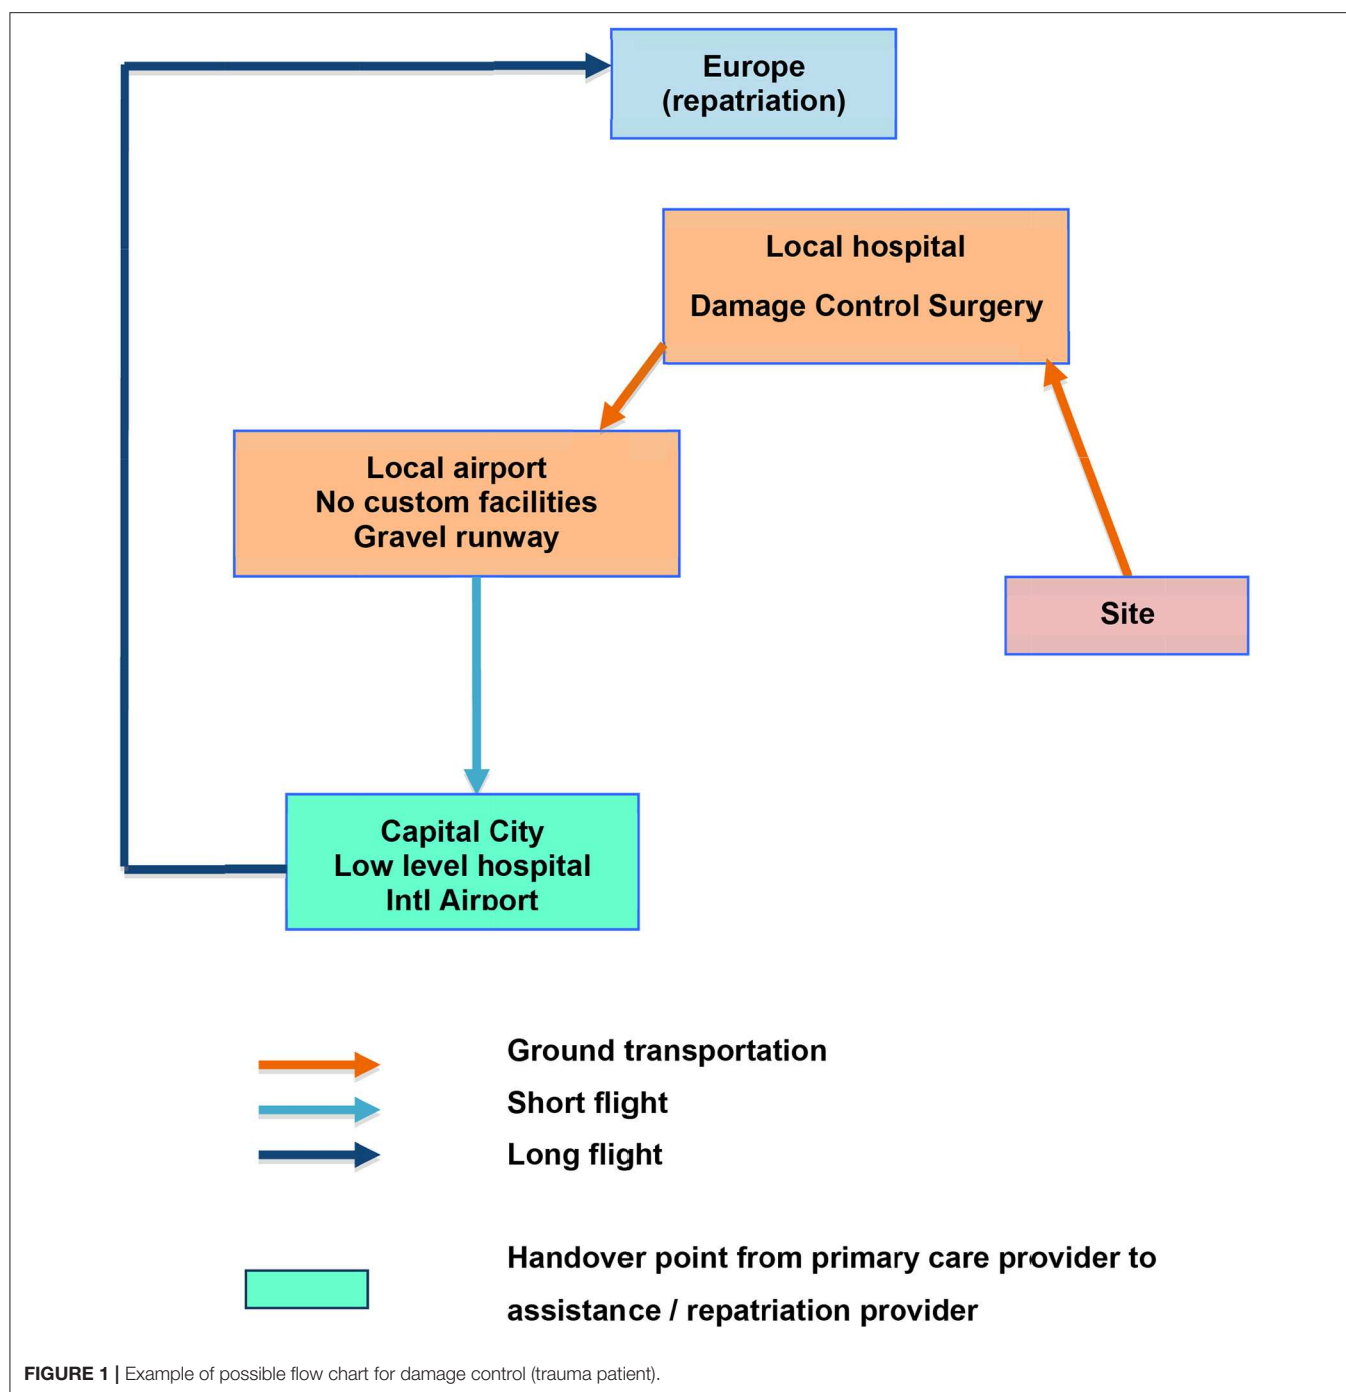 Europe
(repatriation)
Local hospital
Damage Control Surgery
Local airport
No custom facilities
Gravel runway
Site
Capital City
Low level hospital
Intl Airport
Ground transportation
Short flight
Long flight
Handover point from primary care provider to
assistance / repatriation provider
FIGURE 1 | Example of possible flow chart for damage control (trauma patient).